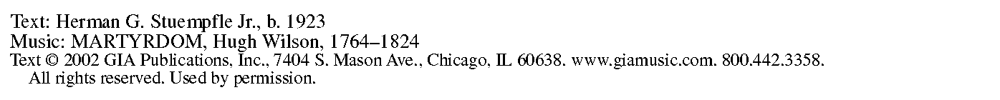 Text: Herman G. Stuempfle Jr., b. 1923
Music: MARTYRDOM, Hugh Wilson, 1764–1824
Text © 2002 GIA Publications, Inc., 7404 S. Mason Ave., Chicago, IL 60638. www.giamusic.com. 800.442.3358.
All rights reserved. Used by permission.